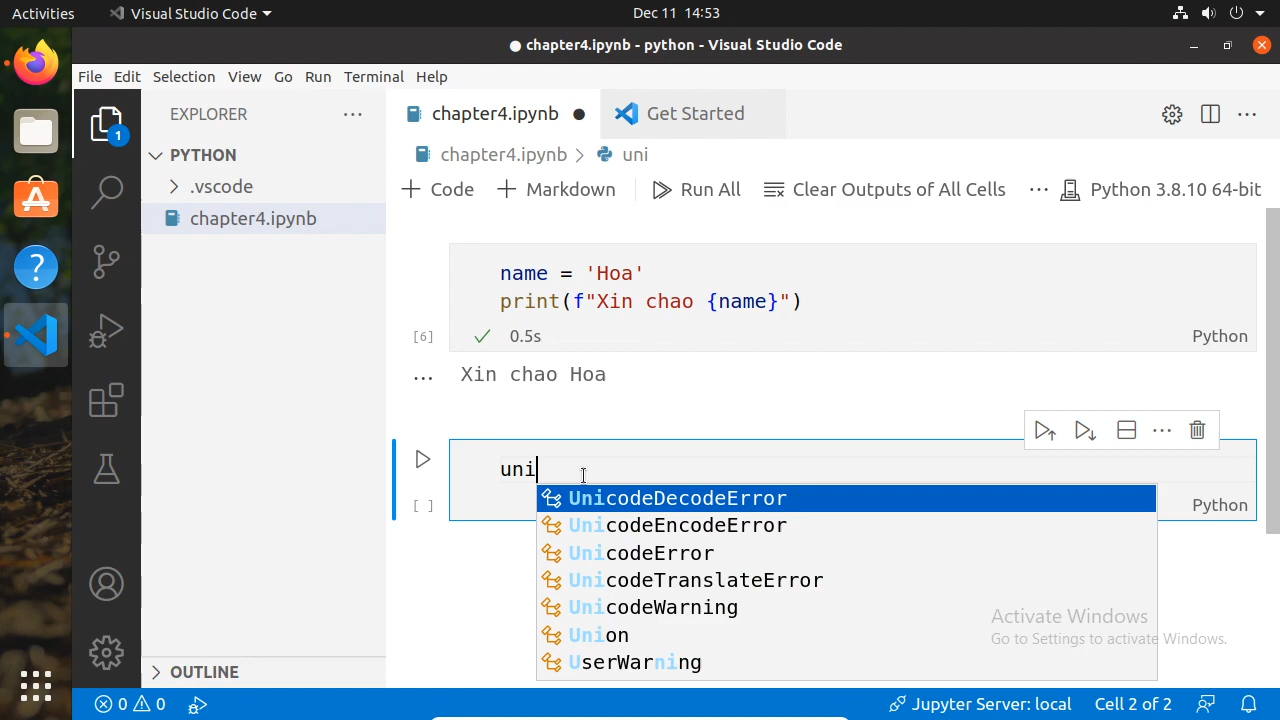 Activities
Visual Studio Code
Dec 11 14:53
● chapter4.ipynb - python - Visual Studio Code
File Edit Selection View Go Run Terminal Help
EXPLORER
chapter4.ipynb
Get Started
1
chapter4.ipynb > uni
PYTHON
.vscode
chapter4.ipynb
+ Code + Markdown Run All Clear Outputs of All Cells ... Python 3.8.10 64-bit
name = 'Hoa'
print(f"Xin chao {name}")
[6] 0.5s Python
... Xin chao Hoa
uni
[ ] Python
UnicodeDecodeError
UnicodeEncodeError
UnicodeError
UnicodeTranslateError
UnicodeWarning
Union
UserWarning
Activate Windows
Go to Settings to activate Windows.
OUTLINE
0 0
Jupyter Server: local Cell 2 of 2